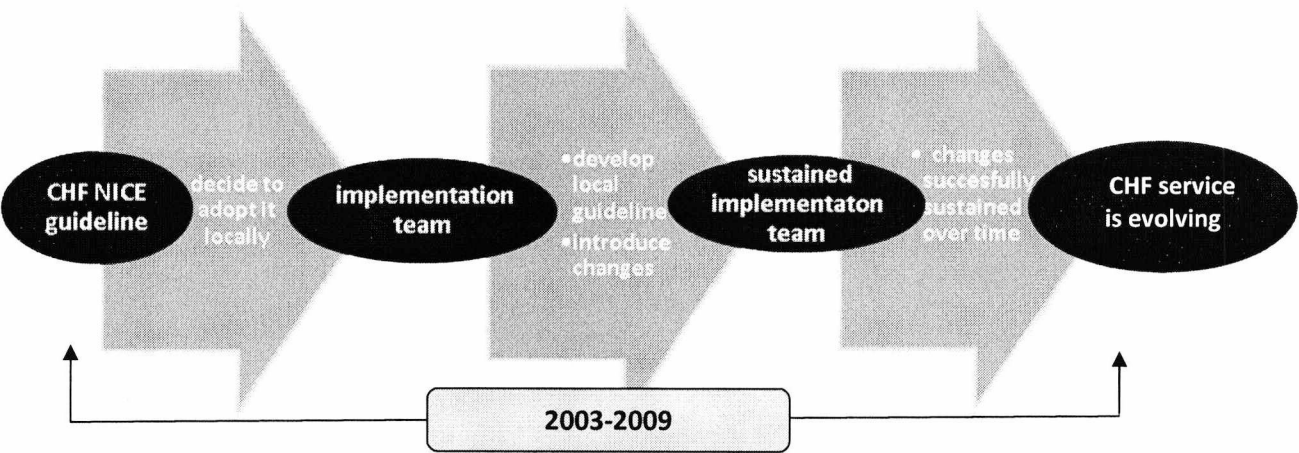 CHF NICE
guideline
decide to
adopt it
locally
implementation
team
•develop
local
guideline
•introduce
changes
sustained
implementaton
team
• changes
succesfully
sustained
over time
CHF service
is evolving
2003-2009